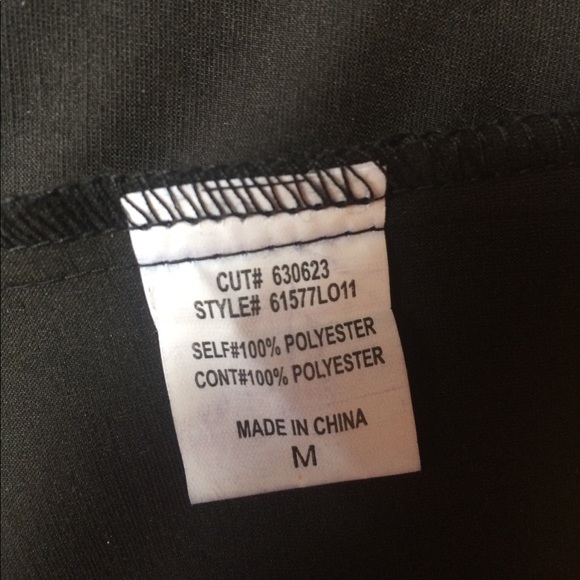 CUT# 630623
STYLE# 61577LO11
SELF#100% POLYESTER
CONT#100% POLYESTER
MADE IN CHINA
M